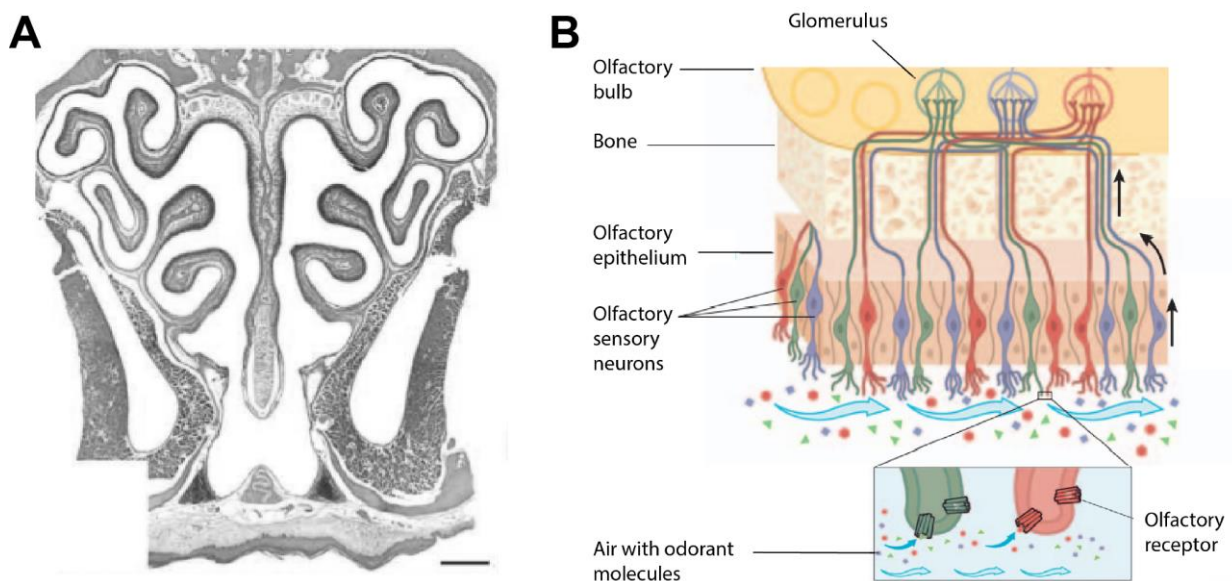 A
B
Glomerulus
Olfactory
bulb
Bone
Olfactory
epithelium
Olfactory
sensory
neurons
Air with odorant
molecules
Olfactory
receptor